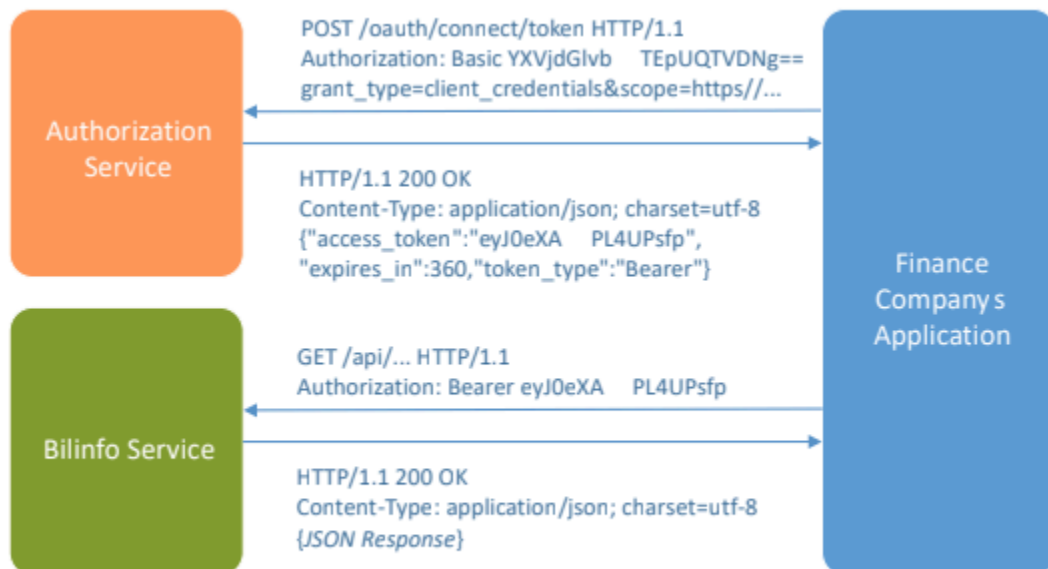 Authorization
Service
POST /oauth/connect/token HTTP/1.1
Authorization: Basic YXVjdGlvb    TEpUQTVDNg==
grant_type=client_credentials&scope=https//...
HTTP/1.1 200 OK
Content-Type: application/json; charset=utf-8
{"access_token":"eyJ0eXA    PL4UPsfp",
"expires_in":360,"token_type":"Bearer"}
Finance
Company s
Application
Bilinfo Service
GET /api/... HTTP/1.1
Authorization: Bearer eyJ0eXA    PL4UPsfp
HTTP/1.1 200 OK
Content-Type: application/json; charset=utf-8
{JSON Response}